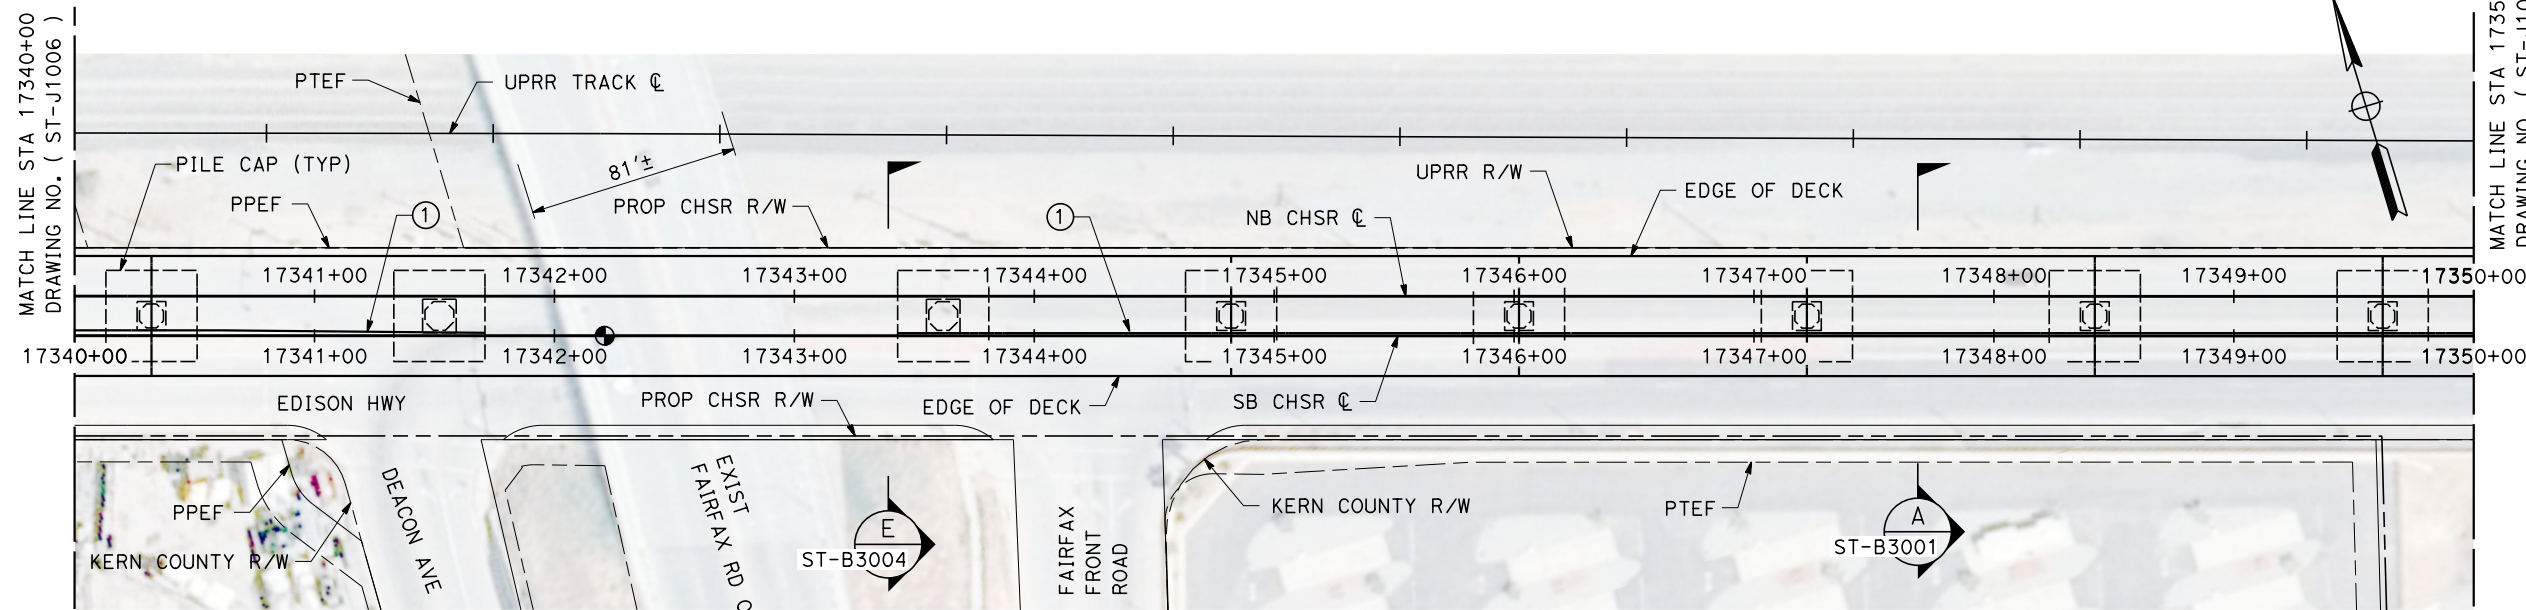 MATCH LINE STA 17340+00
DRAWING NO. ( ST-J1006 )
PTEF
UPRR TRACK ℄
PILE CAP (TYP)
PPEF
1
81'±
PROP CHSR R/W
1
NB CHSR ℄
UPRR R/W
EDGE OF DECK
MATCH LINE STA 1735
DRAWING NO. ( ST-J10
17341+00
17342+00
17343+00
17344+00
17345+00
17346+00
17347+00
17348+00
17349+00
17350+00
17340+00
17341+00
17342+00
17343+00
17344+00
17345+00
17346+00
17347+00
17348+00
17349+00
17350+00
EDISON HWY
PROP CHSR R/W
EDGE OF DECK
SB CHSR ℄
PPEF
KERN COUNTY R/W
DEACON AVE
EXIST
FAIRFAX RD
E
ST-B3004
FAIRFAX
FRONT
ROAD
KERN COUNTY R/W
PTEF
A
ST-B3001